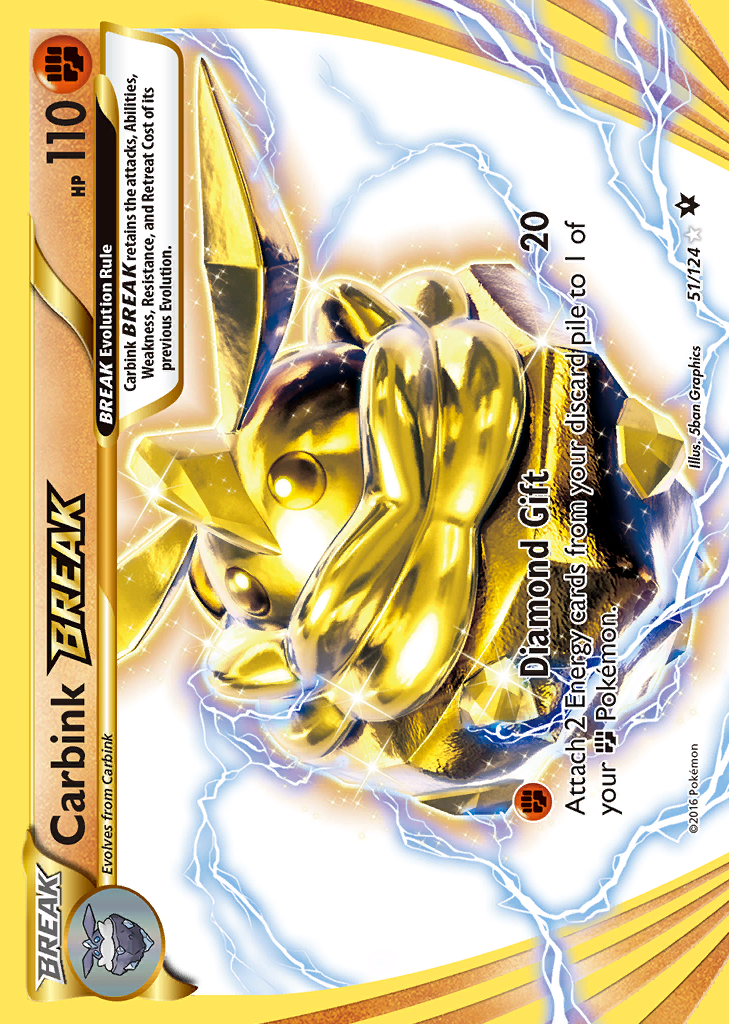 BREAK
Carbink BREAK
HP 110
Evolves from Carbink
BREAK Evolution Rule
Carbink BREAK retains the attacks, Abilities,
Weakness, Resistance, and Retreat Cost of its
previous Evolution.
Diamond Gift 20
Attach 2 Energy cards from your discard pile to 1 of
your Pokémon.
Illus. 5ban Graphics
51/124
©2016 Pokémon